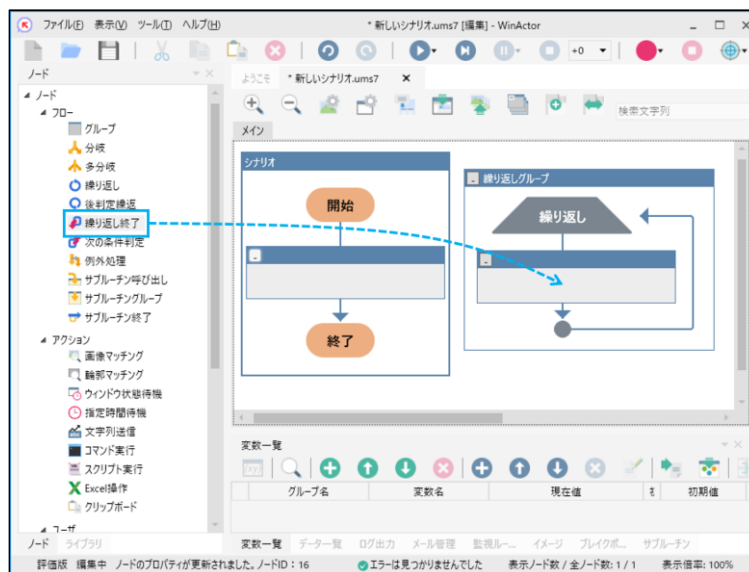 ファイル(F) 表示(V) ツール(T) ヘルプ(H) * 新しいシナリオ.ums7 [編集] - WinActor
+0
ノード
ようこそ * 新しいシナリオ.ums7
検索文字列
メイン
ノード
フロー
グループ
分岐
多分岐
繰り返し
後判定繰返
繰り返し終了
次の条件判定
例外処理
サブルーチン呼び出し
サブルーチングループ
サブルーチン終了
アクション
画像マッチング
輪郭マッチング
ウィンドウ状態待機
指定時間待機
文字列送信
コマンド実行
スクリプト実行
Excel操作
クリップボード
ユーザ
ノード ライブラリ
シナリオ
開始
終了
繰り返しグループ
繰り返し
変数一覧
グループ名 変数名 現在値 初期値
変数一覧 データ一覧 ログ出力 メール管理 監視ルー... イメージ ブレイクポ... サブルーチン
評価版 編集中 ノードのプロパティが更新されました。ノードID：16 エラーは見つかりませんでした 表示ノード数 / 全ノード数: 1 / 1 表示倍率: 100%